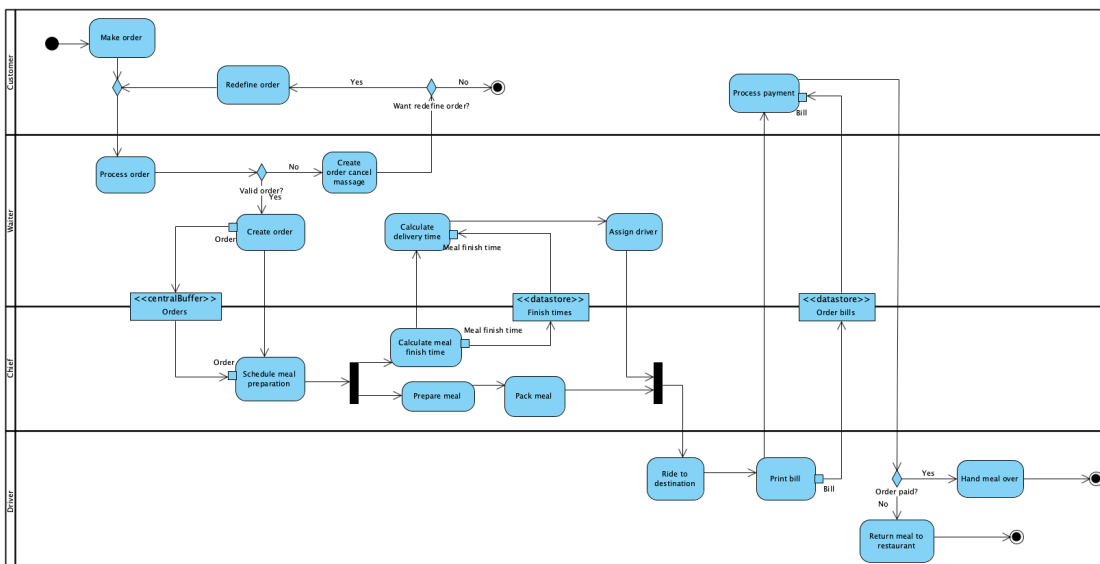 Customer
Make order
Redefine order
Yes
No
Want redefine order?
Process payment
Bill
Waiter
Process order
No
Valid order?
Yes
Create
order cancel
massage
Create order
Order
Calculate
delivery time
Meal finish time
Assign driver
<<centralBuffer>>
Orders
<<datastore>>
Finish times
<<datastore>>
Order bills
Chief
Order
Schedule meal
preparation
Calculate meal
finish time
Meal finish time
Prepare meal
Pack meal
Driver
Ride to
destination
Print bill
Bill
Order paid?
Yes
No
Hand meal over
Return meal to
restaurant